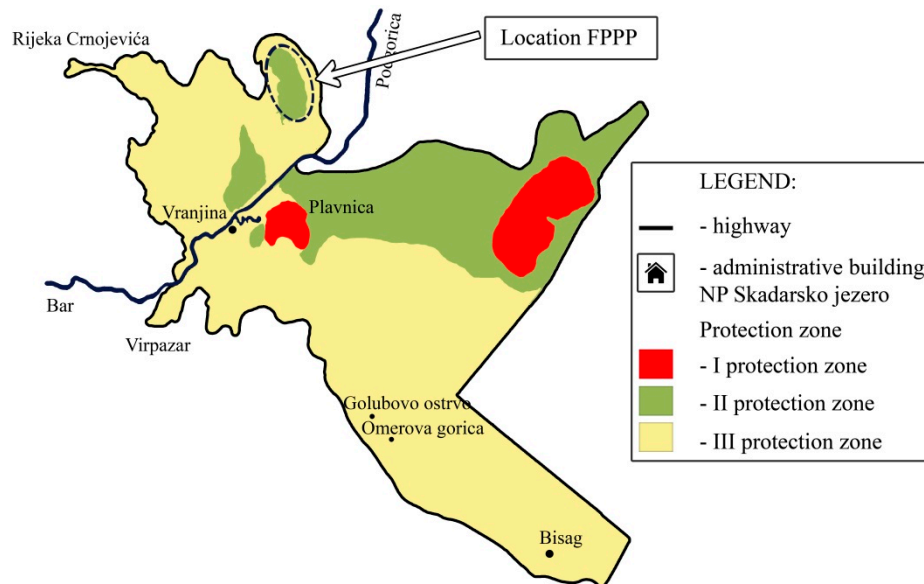 Rijeka Crnojevića
Location FPPP
Podgorica
LEGEND:
- highway
- administrative building
NP Skadarsko jezero
Protection zone
- I protection zone
- II protection zone
- III protection zone
Vranjina
Plavnica
Bar
Virpazar
Golubovo ostrvo
Omerova gorica
Bisag